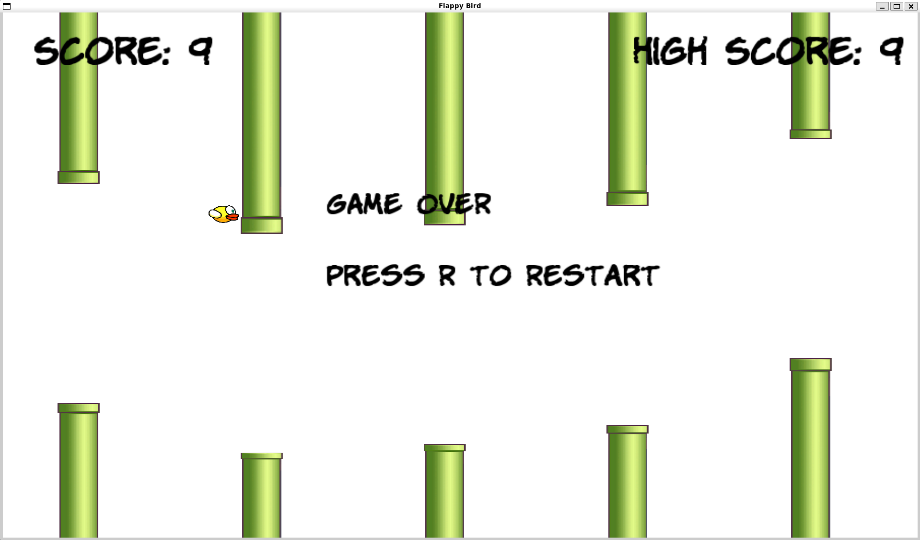 Flappy Bird
SCORE: 9
HIGH SCORE: 9
GAME OVER
PRESS R TO RESTART